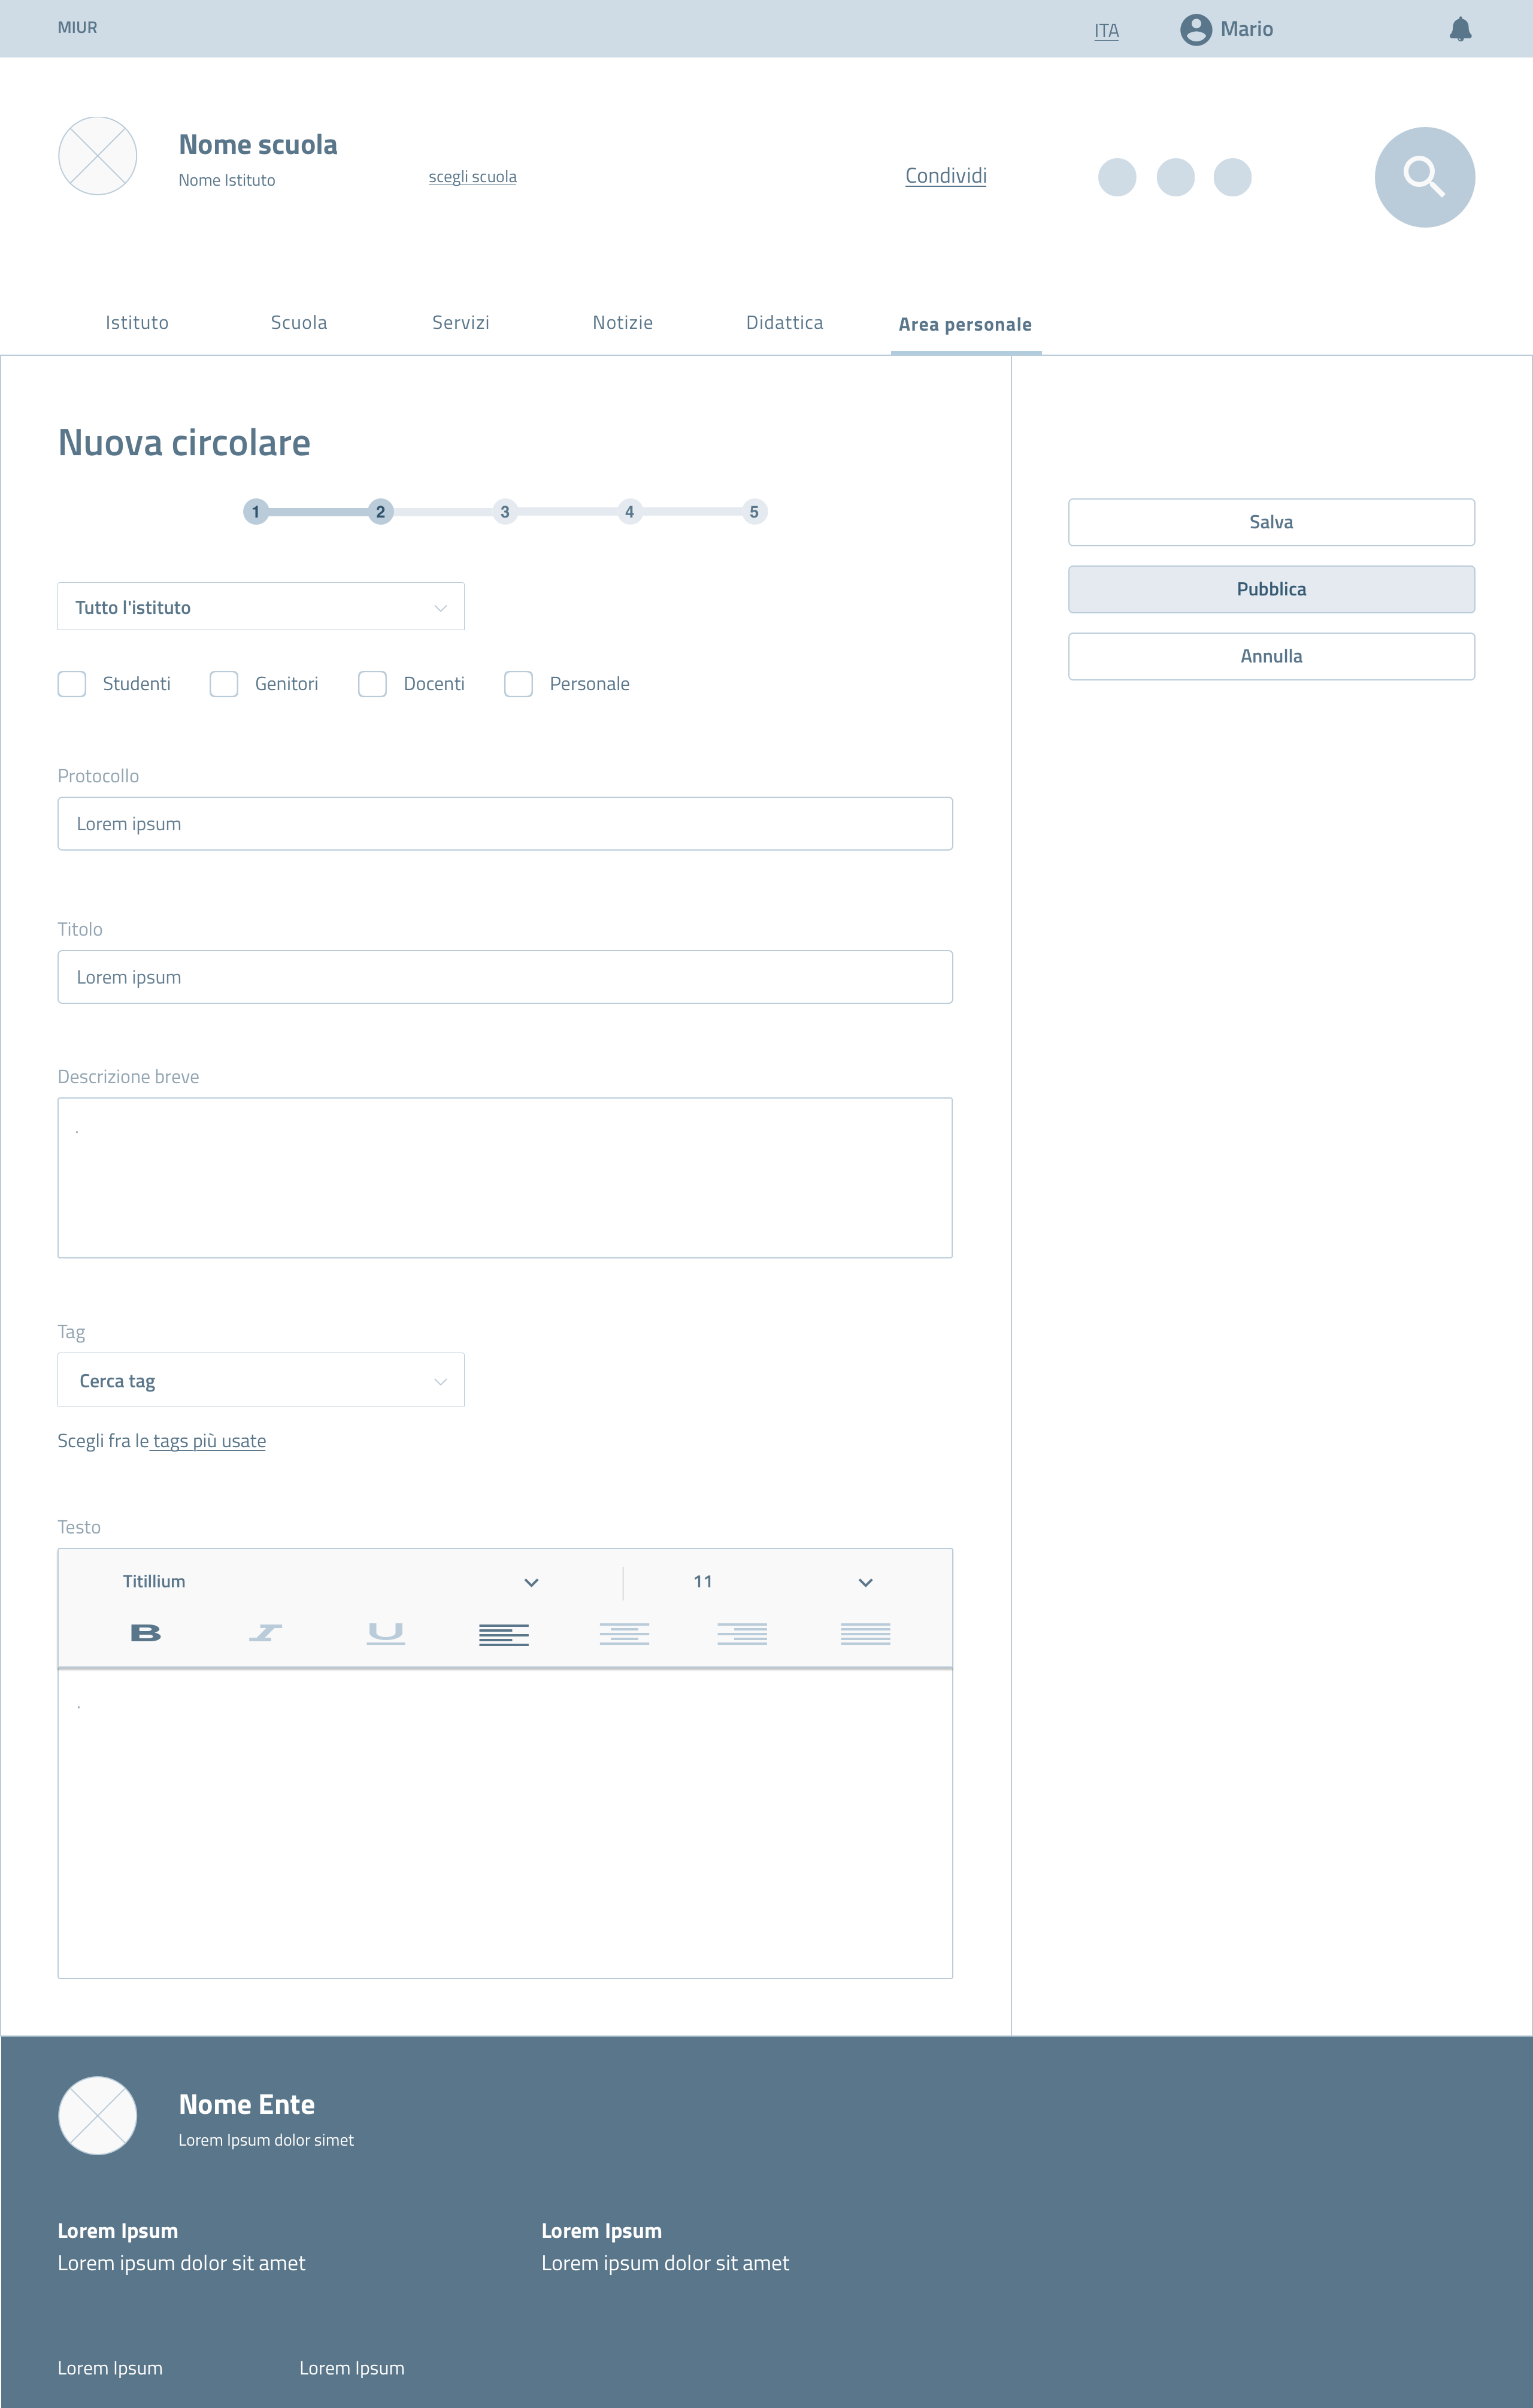 MIUR
ITA
Mario
Nome scuola
Nome Istituto
scegli scuola
Condividi
Istituto
Scuola
Servizi
Notizie
Didattica
Area personale
Nuova circolare
1
2
3
4
5
Salva
Pubblica
Annulla
Tutto l'istituto
Studenti
Genitori
Docenti
Personale
Protocollo
Lorem ipsum
Titolo
Lorem ipsum
Descrizione breve
.
Tag
Cerca tag
Scegli fra le tags più usate
Testo
Titillium
11
B
I
U
.
Nome Ente
Lorem Ipsum dolor simet
Lorem Ipsum
Lorem ipsum dolor sit amet
Lorem Ipsum
Lorem ipsum dolor sit amet
Lorem Ipsum
Lorem Ipsum